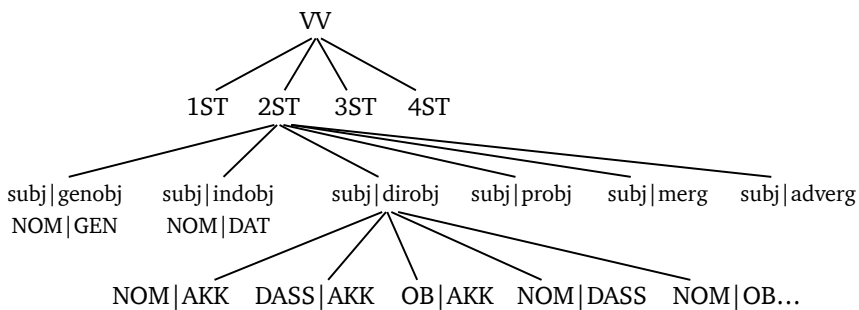 VV
1ST 2ST 3ST 4ST
subj|genobj subj|indobj subj|dirobj subj|probj subj|merg subj|adverg
NOM|GEN NOM|DAT
NOM|AKK DASS|AKK OB|AKK NOM|DASS NOM|OB...